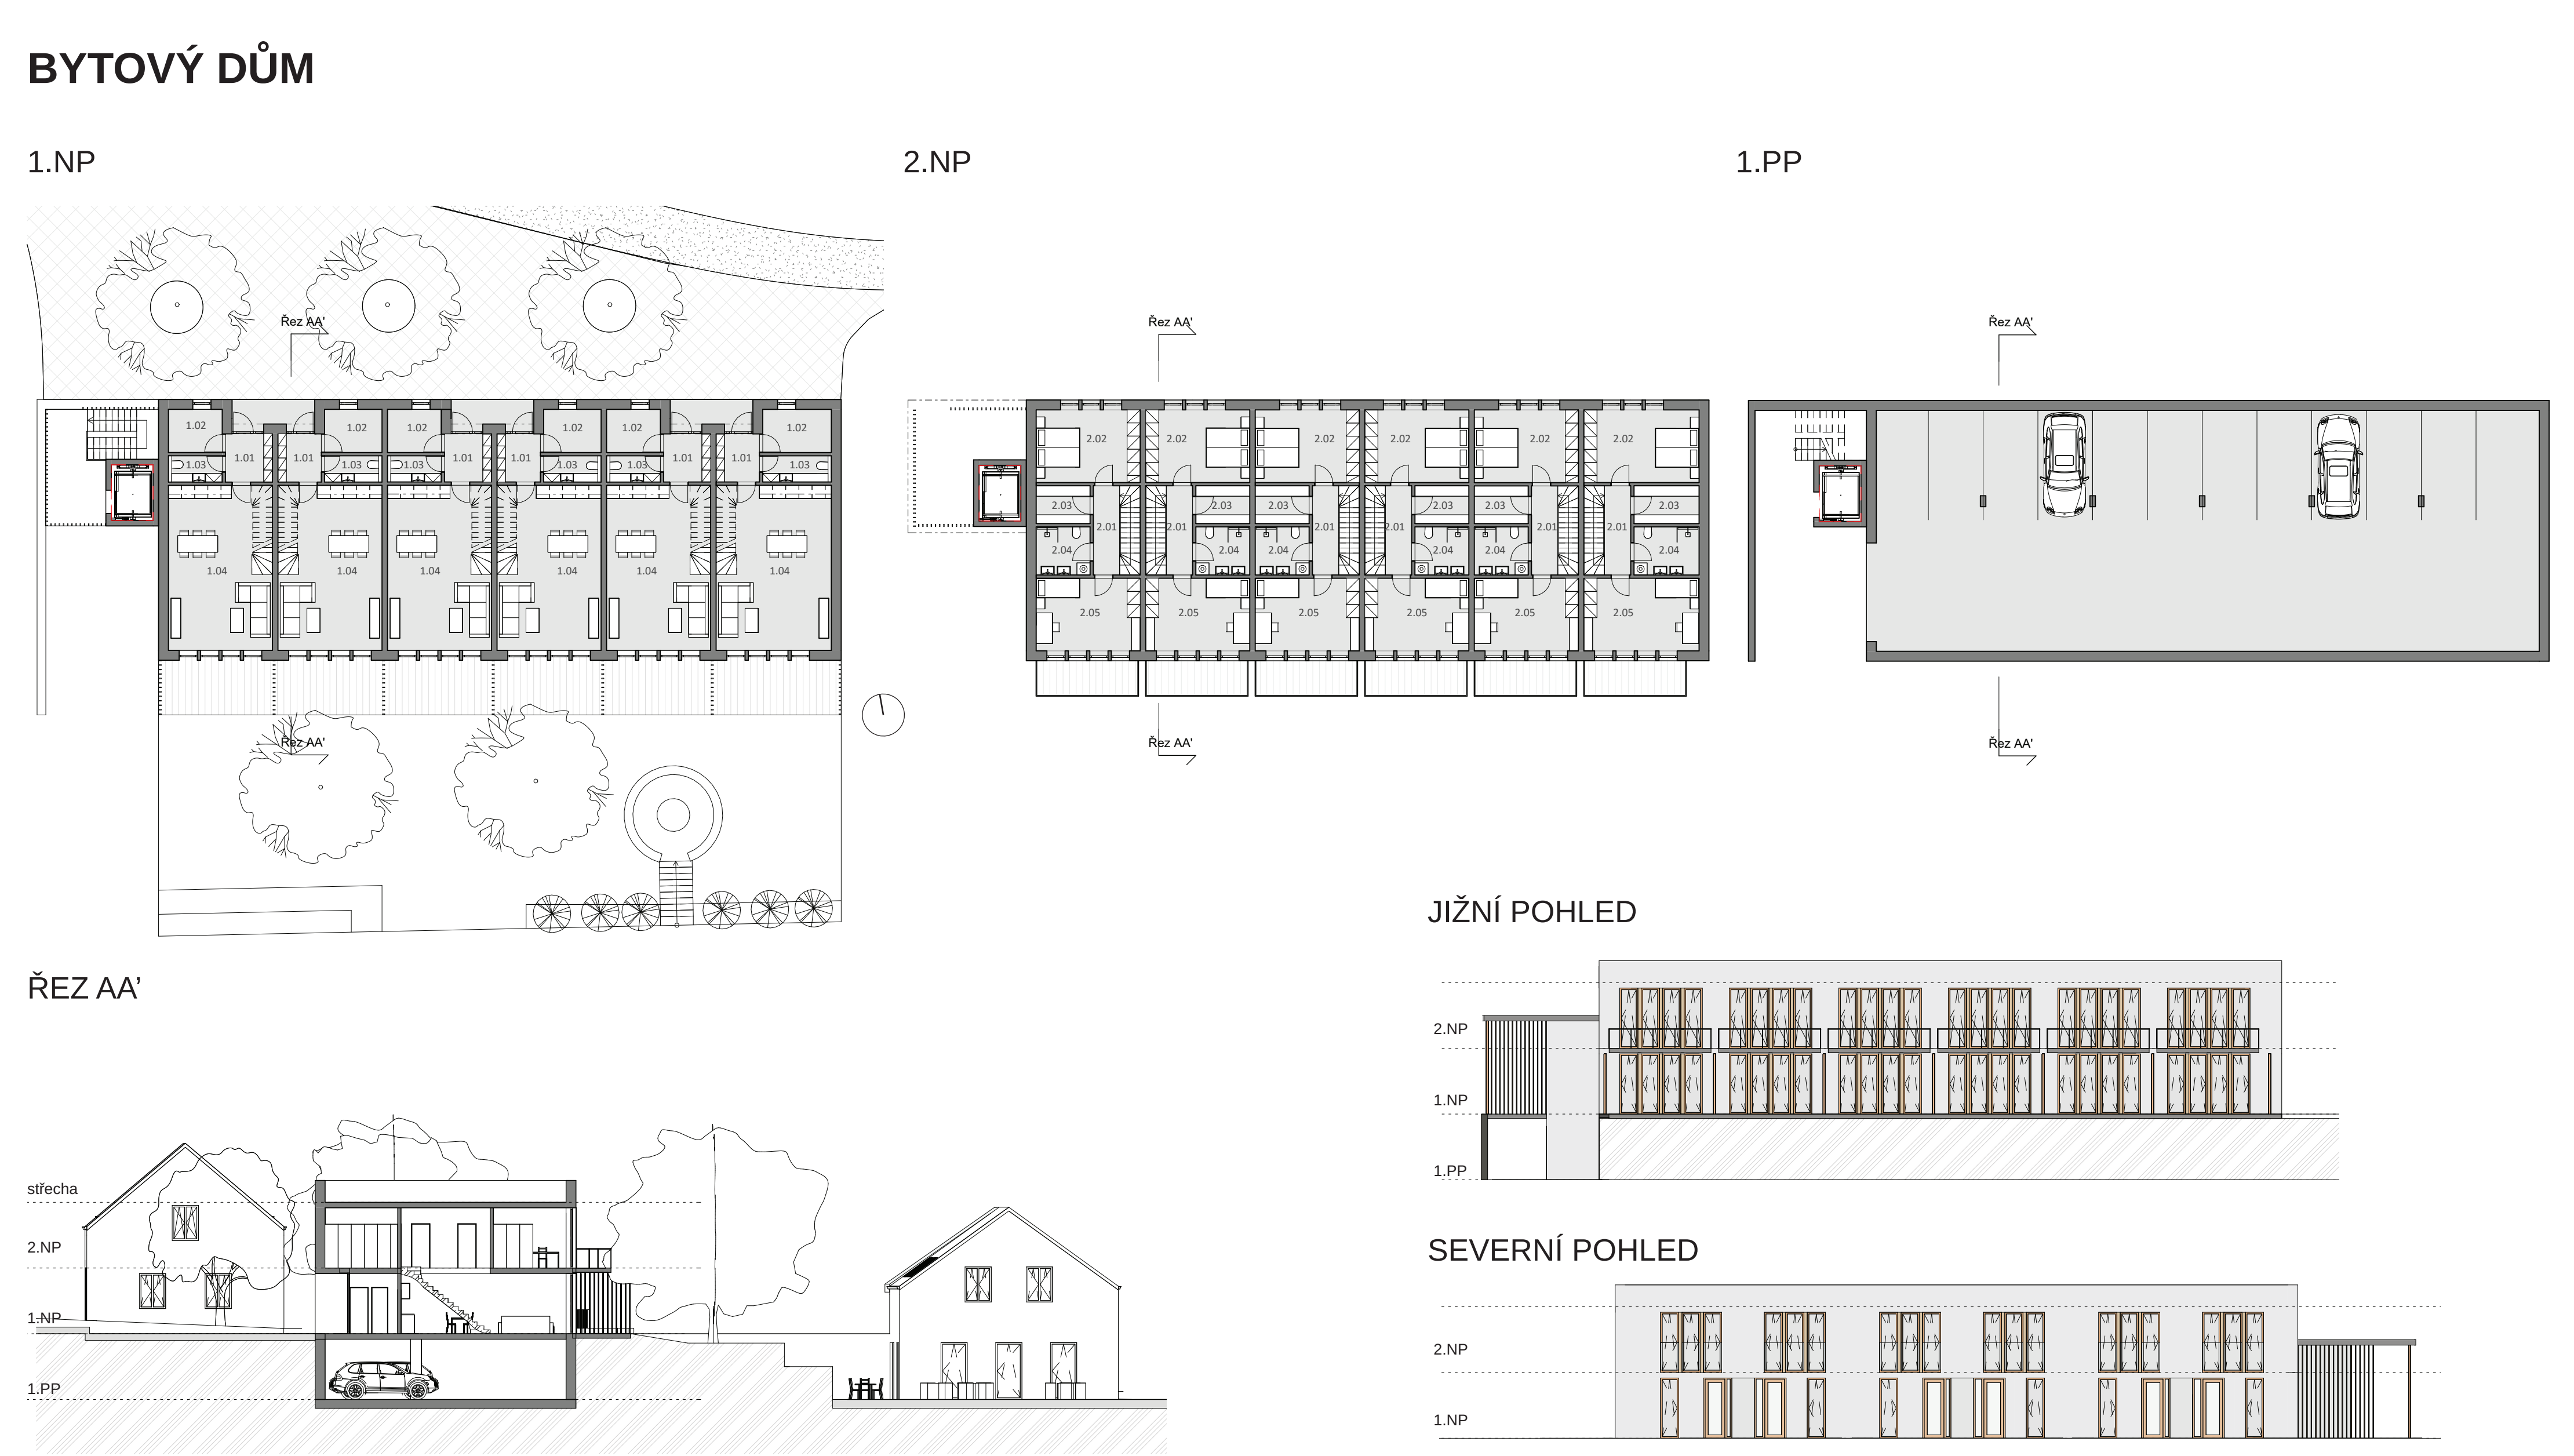 BYTOVÝ DŮM
1.NP
2.NP
1.PP
Řez AA'
Řez AA'
Řez AA'
1.02 1.02 1.02 1.02 1.02 1.02
1.03 1.01 1.01 1.03 1.03 1.01 1.01 1.03 1.03 1.01 1.01 1.03
1.04 1.04 1.04 1.04 1.04 1.04
2.02 2.02 2.02 2.02 2.02 2.02
2.03 2.03 2.03 2.03 2.03 2.03
2.01 2.01 2.01 2.01 2.01 2.01
2.04 2.04 2.04 2.04 2.04 2.04
2.05 2.05 2.05 2.05 2.05 2.05
Řez AA'
Řez AA'
Řez AA'
JIŽNÍ POHLED
2.NP
1.NP
1.PP
ŘEZ AA’
střecha
2.NP
1.NP
1.PP
SEVERNÍ POHLED
2.NP
1.NP